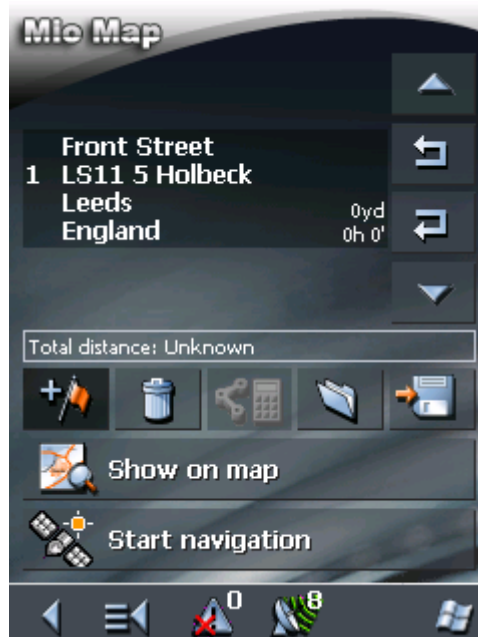 Mio Map
Front Street
1 LS11 5 Holbeck
Leeds
0yd
England
0h 0'
Total distance: Unknown
Show on map
Start navigation
0
8